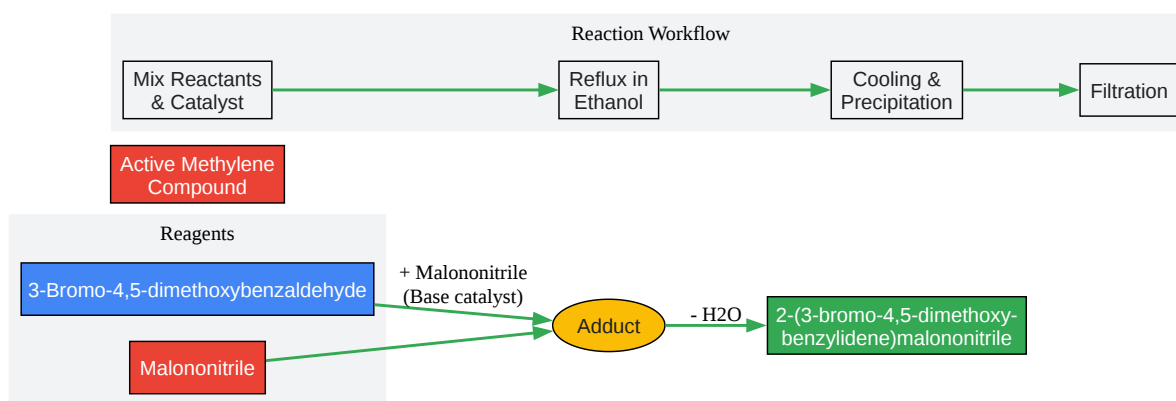 Reaction Workflow
Mix Reactants
& Catalyst
Reflux in
Ethanol
Cooling &
Precipitation
Filtration
Active Methylene
Compound
Reagents
3-Bromo-4,5-dimethoxybenzaldehyde
+ Malononitrile
(Base catalyst)
Malononitrile
Adduct
- H2O
2-(3-bromo-4,5-dimethoxy-
benzylidene)malononitrile